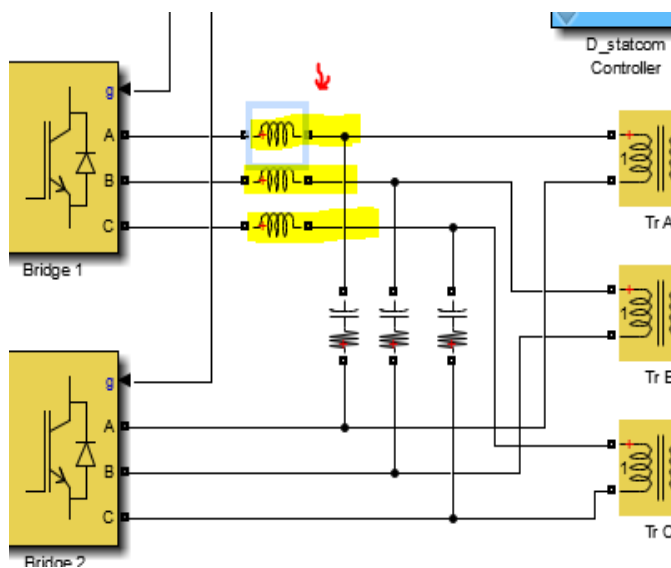 D_statcom
Controller
g
A
B
C
Bridge 1
1
Tr A
1
Tr B
g
A
B
C
Bridge 2
1
Tr C